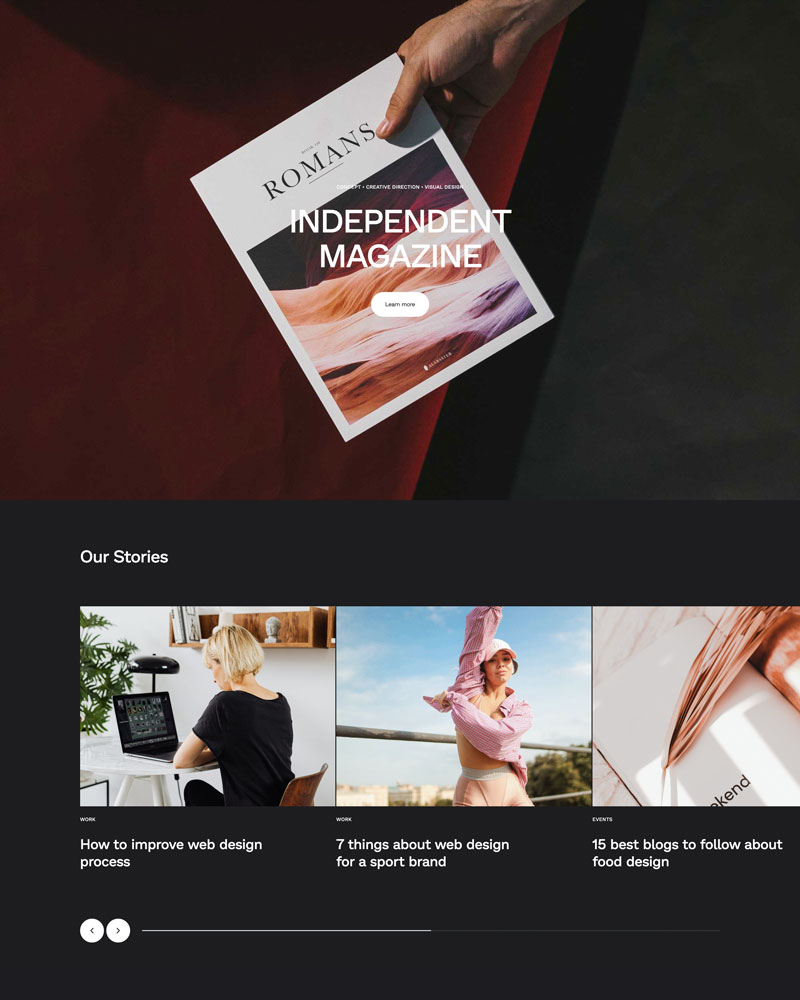 BOOK OF
ROMANS
CONCEPT • CREATIVE DIRECTION • VISUAL DESIGN
INDEPENDENT
MAGAZINE
Learn more
ALABASTER
Our Stories
WORK
How to improve web design
process
WORK
7 things about web design
for a sport brand
EVENTS
15 best blogs to follow about
food design
ekend